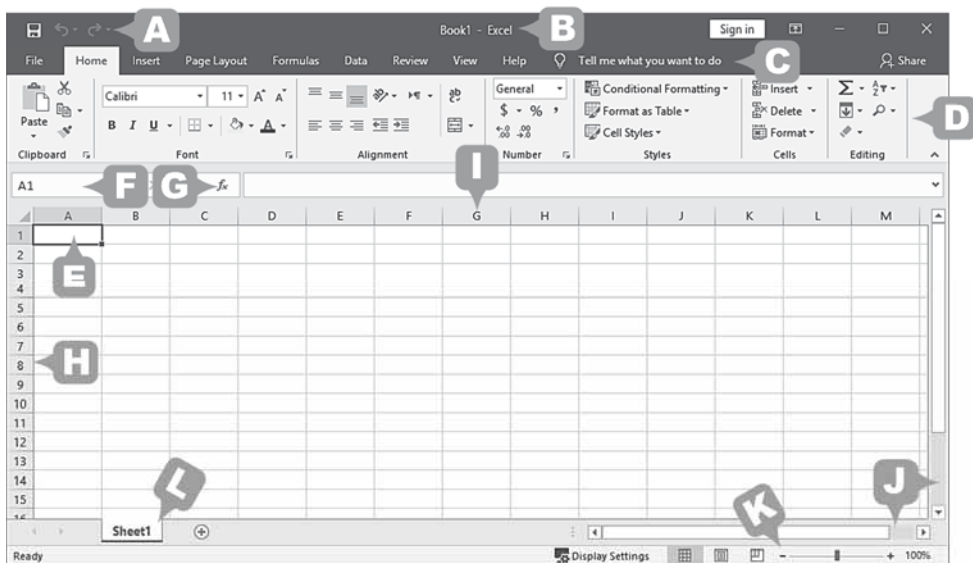 A Book1 - Excel B Sign in
File Home Insert Page Layout Formulas Data Review View Help Tell me what you want to do C Share
Paste Calibri 11 A A General Conditional Formatting Insert Σ
B I U A $ % , Format as Table Delete D
Cell Styles Format
Clipboard Font Alignment Number Styles Cells Editing
A1 F G fx I
A B C D E F G H I J K L M
1
2
3 E
4
5
6
7
8 H
9
10
11
12
13
14 L J
15
16 K
Sheet1
Ready Display Settings - + 100%